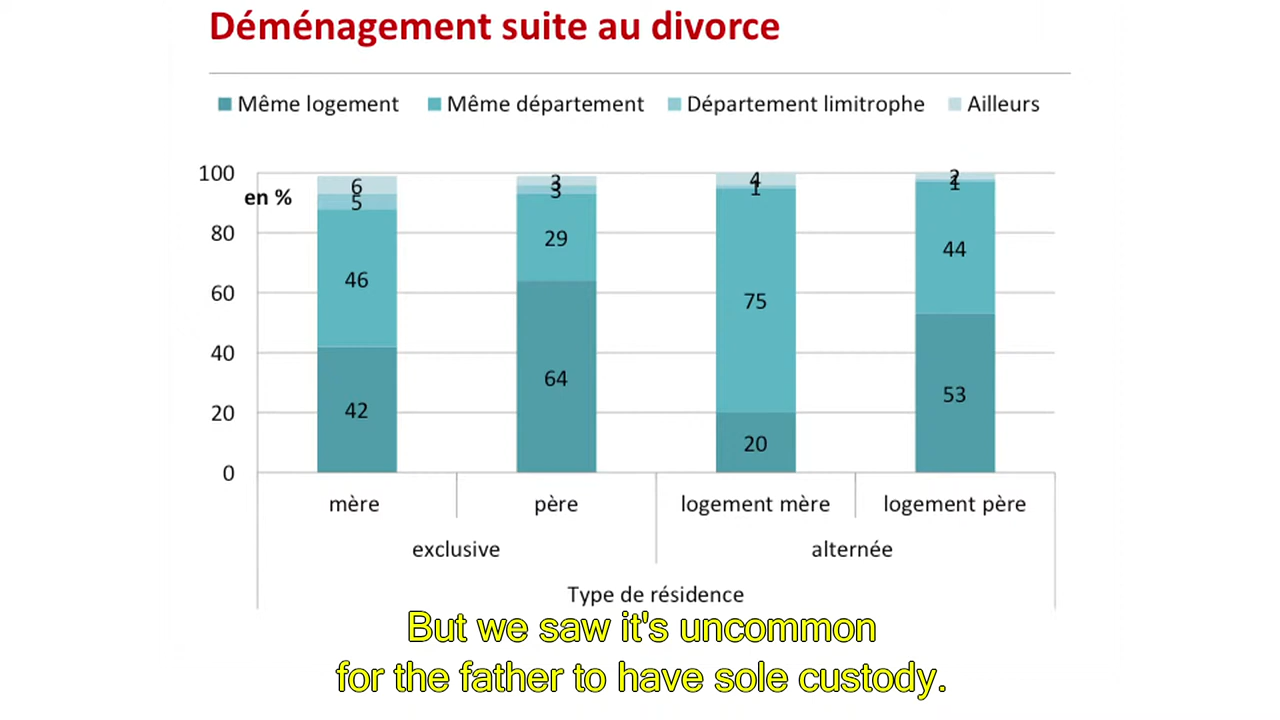 Déménagement suite au divorce
Même logement Même département Département limitrophe Ailleurs
100
en %
80
60
40
20
0
6
5
46
42
3
3
29
64
4
1
75
20
2
1
44
53
mère père logement mère logement père
exclusive alternée
Type de résidence
But we saw it's uncommon
for the father to have sole custody.